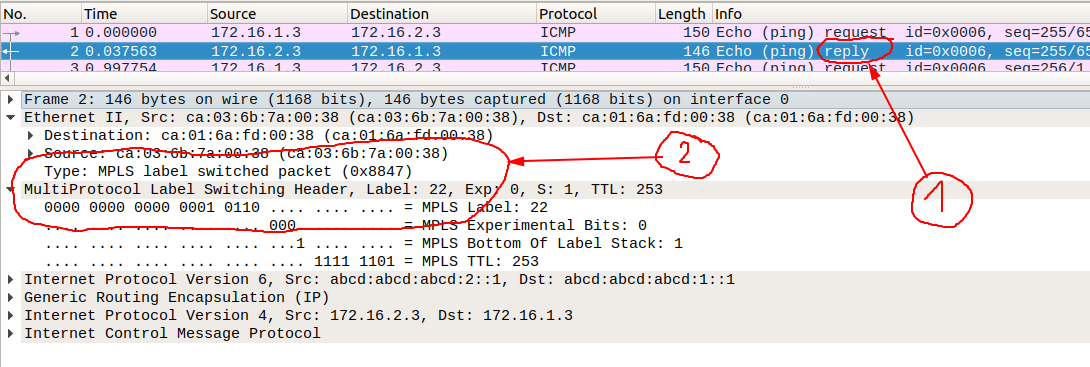 No. Time Source Destination Protocol Length Info
1 0.000000 172.16.1.3 172.16.2.3 ICMP 150 Echo (ping) request id=0x0006, seq=255/65
2 0.037563 172.16.2.3 172.16.1.3 ICMP 146 Echo (ping) reply id=0x0006, seq=255/65
3 0.997754 172.16.1.3 172.16.2.3 ICMP 150 Echo (ping) request id=0x0006, seq=256/1
Frame 2: 146 bytes on wire (1168 bits), 146 bytes captured (1168 bits) on interface 0
Ethernet II, Src: ca:03:6b:7a:00:38 (ca:03:6b:7a:00:38), Dst: ca:01:6a:fd:00:38 (ca:01:6a:fd:00:38)
Destination: ca:01:6a:fd:00:38 (ca:01:6a:fd:00:38)
Source: ca:03:6b:7a:00:38 (ca:03:6b:7a:00:38)
2
Type: MPLS label switched packet (0x8847)
MultiProtocol Label Switching Header, Label: 22, Exp: 0, S: 1, TTL: 253
1
0000 0000 0000 0001 0110 .... .... .... = MPLS Label: 22
.... .... .... .... .... 000. .... .... = MPLS Experimental Bits: 0
.... .... .... .... .... ...1 .... .... = MPLS Bottom Of Label Stack: 1
.... .... .... .... .... .... 1111 1101 = MPLS TTL: 253
Internet Protocol Version 6, Src: abcd:abcd:abcd:2::1, Dst: abcd:abcd:abcd:1::1
Generic Routing Encapsulation (IP)
Internet Protocol Version 4, Src: 172.16.2.3, Dst: 172.16.1.3
Internet Control Message Protocol